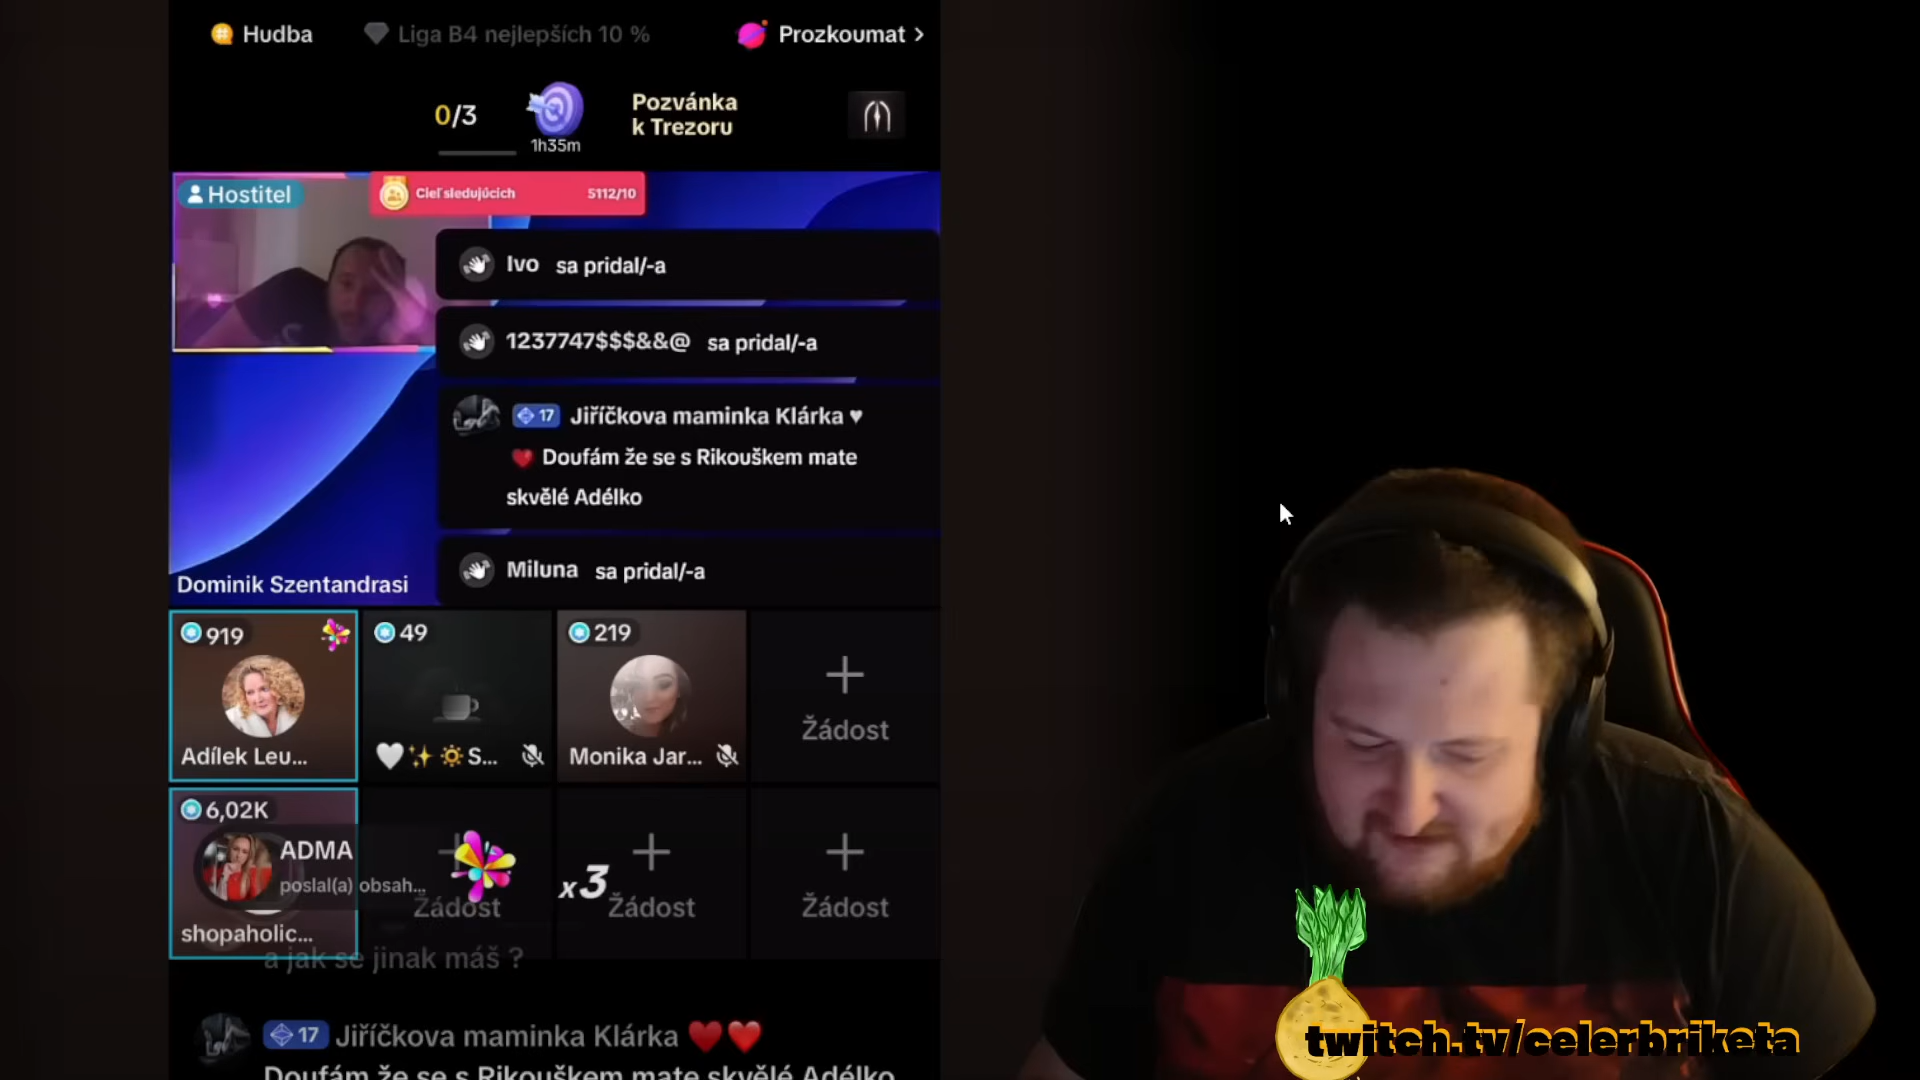 Hudba
Liga B4 nejlepších 10 %
Prozkoumat >
0/3
1h35m
Pozvánka
k Trezoru
Hostitel
Cieľ sledujúcich 5112/10
Ivo sa pridal/-a
1237747$$$&&@ sa pridal/-a
17 Jiříčkova maminka Klárka ♥
❤️ Doufám že se s Rikouškem mate
skvělé Adélko
Miluna sa pridal/-a
Dominik Szentandrasi
919
49
219
Adílek Leu...
🤍✨🔅S...
Monika Jar...
Žádost
6,02K
ADMA
poslal(a) obsah...
x3
Žádost
Žádost
Žádost
shopaholic...
a jak se jinak máš ?
17 Jiříčkova maminka Klárka ❤️❤️
Doufám že se s Rikouškem mate skvělé Adélko
twitch.tv/celerbriketa